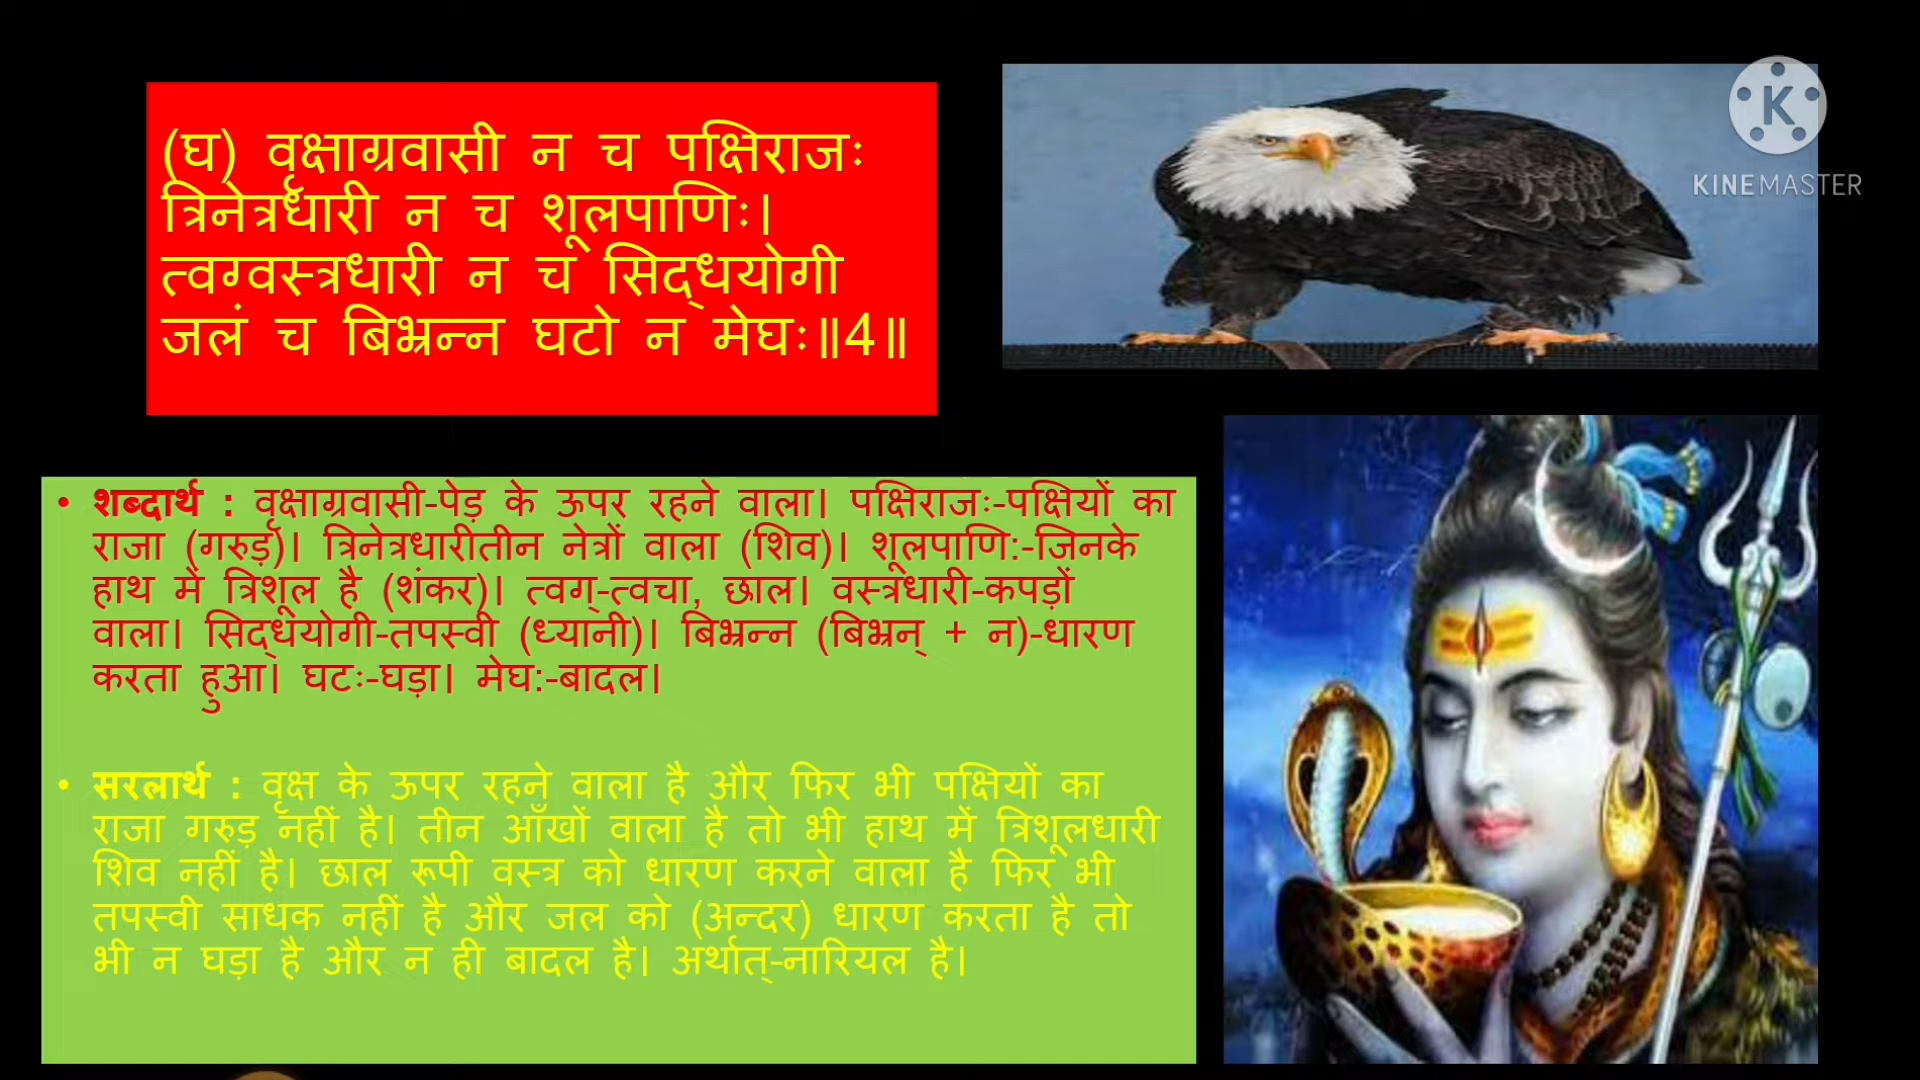 (घ) वृक्षाग्रवासी न च पक्षिराजः
त्रिनेत्रधारी न च शूलपाणिः।
त्वग्वस्त्रधारी न च सिद्धयोगी
जलं च बिभ्रन्न घटो न मेघः॥4॥
K
KINEMASTER
• शब्दार्थ : वृक्षाग्रवासी-पेड़ के ऊपर रहने वाला। पक्षिराजः-पक्षियों का
राजा (गरुड़)। त्रिनेत्रधारीतीन नेत्रों वाला (शिव)। शूलपाणि:-जिनके
हाथ में त्रिशूल है (शंकर)। त्वग्-त्वचा, छाल। वस्त्रधारी-कपड़ों
वाला। सिद्धयोगी-तपस्वी (ध्यानी)। बिभ्रन्न (बिभ्रन् + न)-धारण
करता हुआ। घटः-घड़ा। मेघ:-बादल।
• सरलार्थ : वृक्ष के ऊपर रहने वाला है और फिर भी पक्षियों का
राजा गरुड़ नहीं है। तीन आँखों वाला है तो भी हाथ में त्रिशूलधारी
शिव नहीं है। छाल रूपी वस्त्र को धारण करने वाला है फिर भी
तपस्वी साधक नहीं है और जल को (अन्दर) धारण करता है तो
भी न घड़ा है और न ही बादल है। अर्थात्-नारियल है।